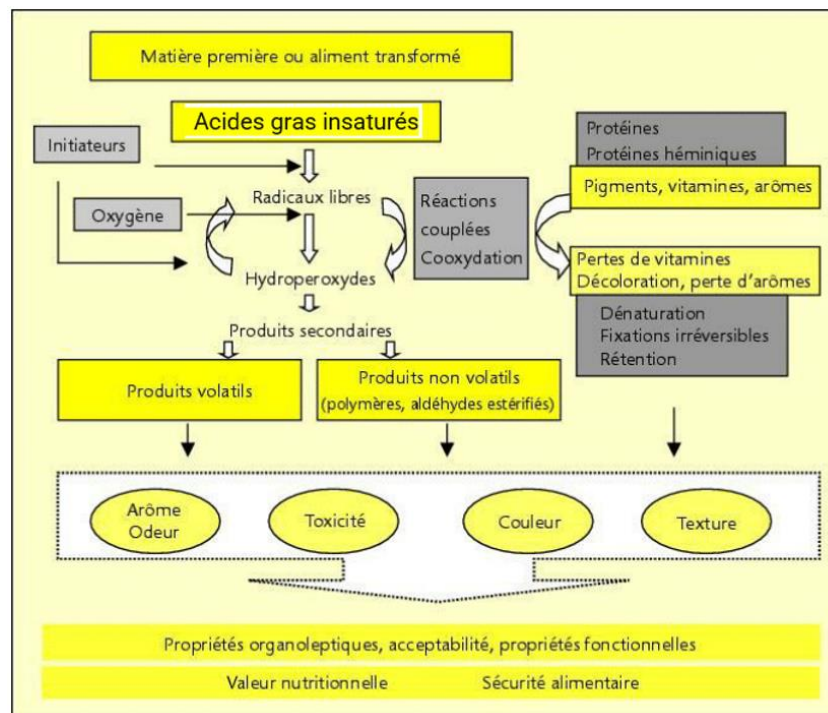 Matière première ou aliment transformé
Acides gras insaturés
Initiateurs
Protéines
Protéines héminiques
Pigments, vitamines, arômes
Radicaux libres
Oxygène
Réactions
couplées
Cooxydation
Hydroperoxydes
Pertes de vitamines
Décoloration, perte d'arômes
Dénaturation
Fixations irréversibles
Rétention
Produits secondaires
Produits volatils
Produits non volatils
(polymères, aldéhydes estérifiés)
Arôme
Odeur
Toxicité
Couleur
Texture
Propriétés organoleptiques, acceptabilité, propriétés fonctionnelles
Valeur nutritionnelle Sécurité alimentaire